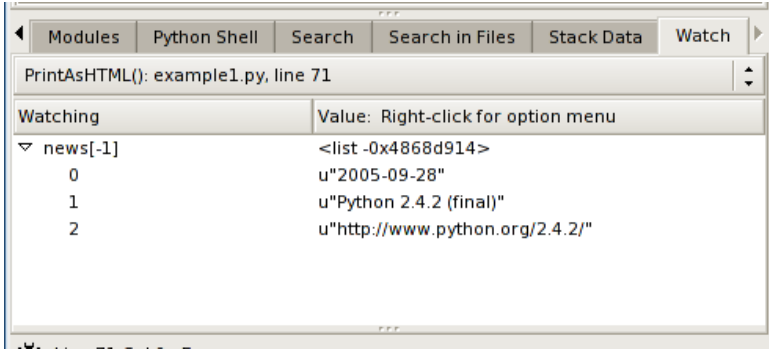 Modules Python Shell Search Search in Files Stack Data Watch
PrintAsHTML(): example1.py, line 71
Watching Value: Right-click for option menu
news[-1] <list -0x4868d914>
0 u"2005-09-28"
1 u"Python 2.4.2 (final)"
2 u"http://www.python.org/2.4.2/"